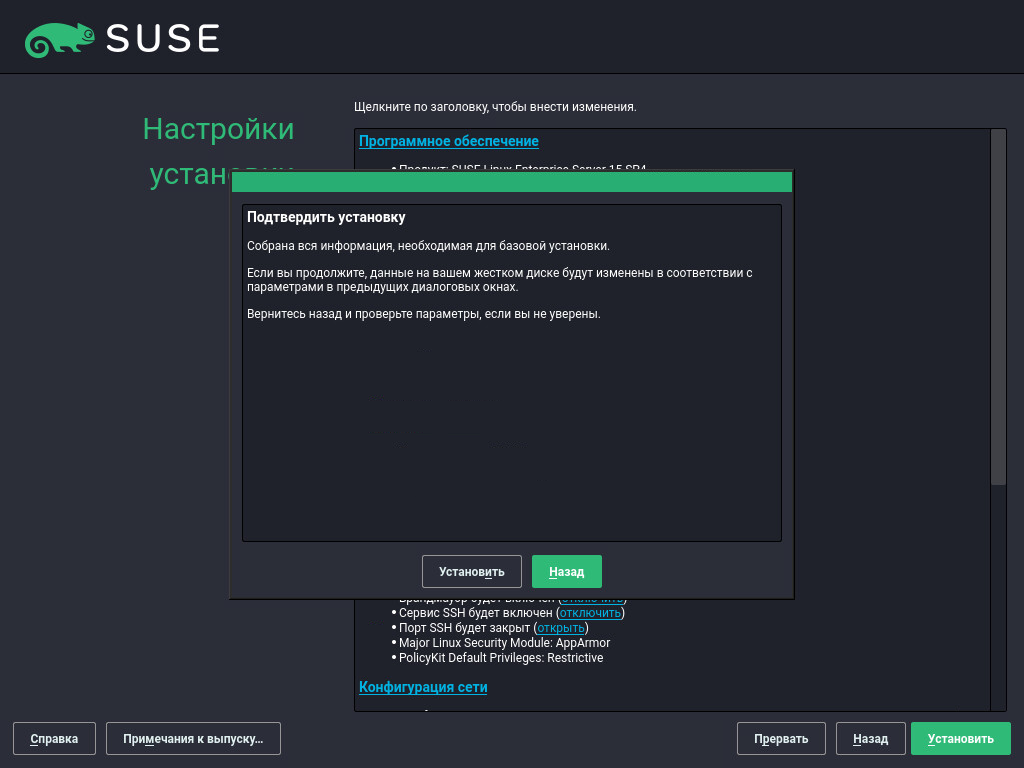 SUSE
Щелкните по заголовку, чтобы внести изменения.
Настройки
Программное обеспечение
Продукт: SUSE Linux Enterprise Server 15 SP4
Подтвердить установку
Собрана вся информация, необходимая для базовой установки.
Если вы продолжите, данные на вашем жестком диске будут изменены в соответствии с
параметрами в предыдущих диалоговых окнах.
Вернитесь назад и проверьте параметры, если вы не уверены.
Установить Назад
Брандмауэр будет включен (отключить)
• Сервис SSH будет включен (отключить)
• Порт SSH будет закрыт (открыть)
• Major Linux Security Module: AppArmor
• PolicyKit Default Privileges: Restrictive
Конфигурация сети
Справка Примечания к выпуску... Прервать Назад Установить